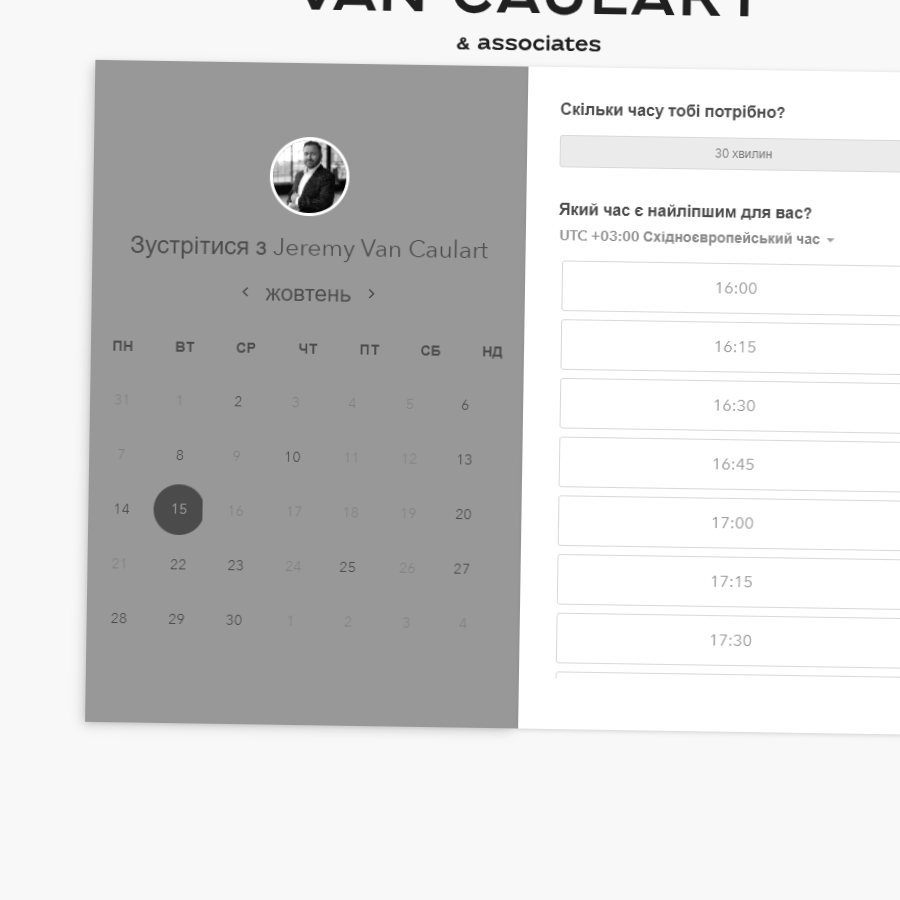 VAN CAULART
& associates
Зустрітися з Jeremy Van Caulart
жовтень
ПН ВТ СР ЧТ ПТ СБ НД
31 1 2 3 4 5 6
7 8 9 10 11 12 13
14 15 16 17 18 19 20
21 22 23 24 25 26 27
28 29 30 1 2 3 4
Скільки часу тобі потрібно?
30 хвилин
Який час є найліпшим для вас?
UTC +03:00 Східноєвропейський час
16:00
16:15
16:30
16:45
17:00
17:15
17:30